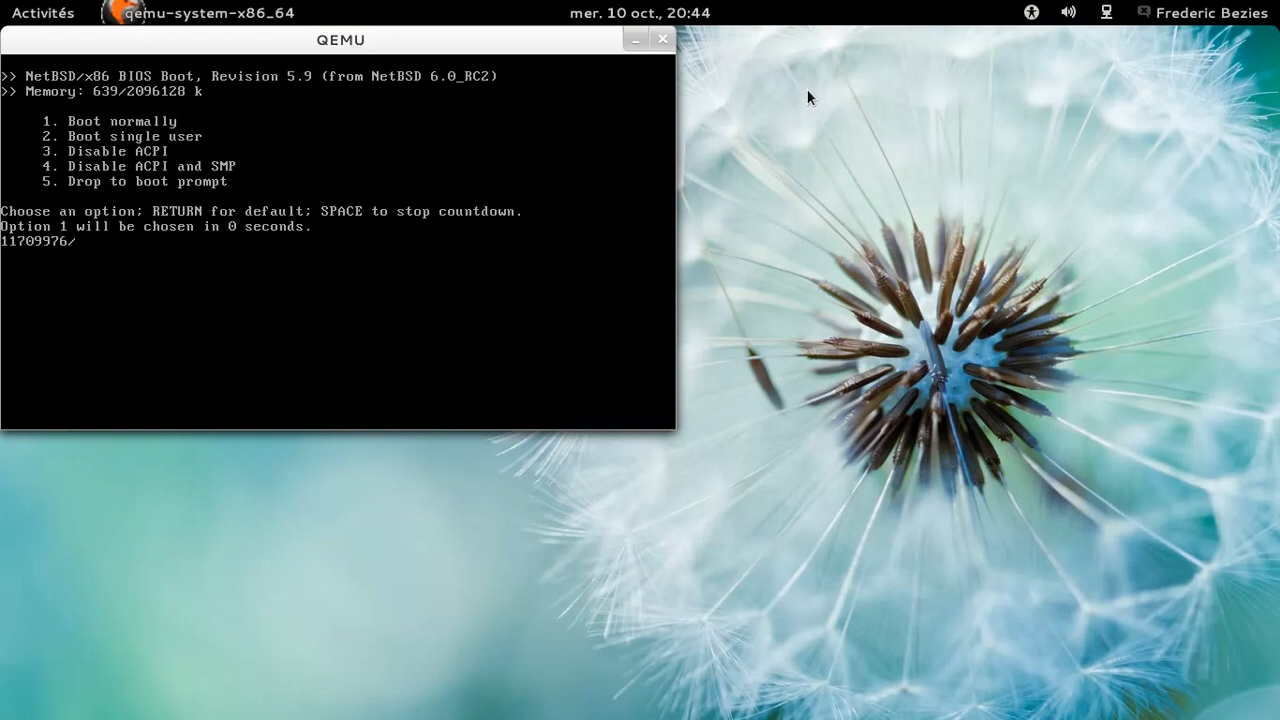 Activités
qemu-system-x86_64
mer. 10 oct., 20:44
Frederic Bezies
QEMU
>> NetBSD/x86 BIOS Boot, Revision 5.9 (from NetBSD 6.0_RC2)
>> Memory: 639/2096128 k
1. Boot normally
2. Boot single user
3. Disable ACPI
4. Disable ACPI and SMP
5. Drop to boot prompt
Choose an option; RETURN for default; SPACE to stop countdown.
Option 1 will be chosen in 0 seconds.
11709976/